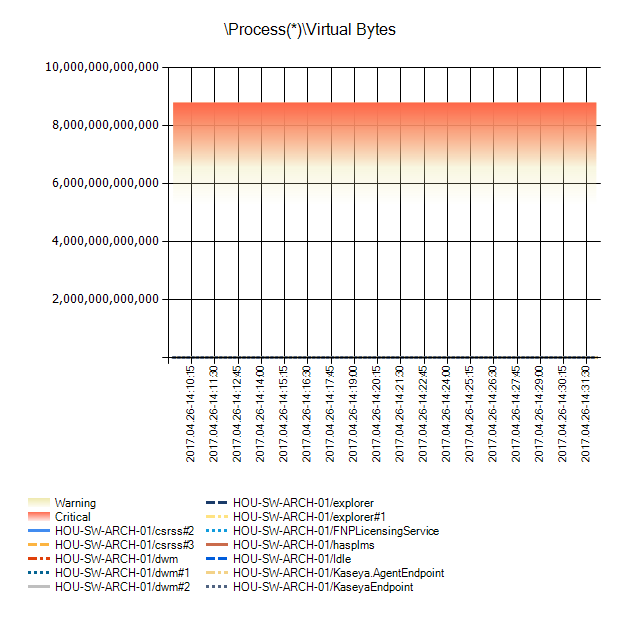 \Process(*)\Virtual Bytes
10,000,000,000,000
8,000,000,000,000
6,000,000,000,000
4,000,000,000,000
2,000,000,000,000
2017.04.26-14:10:15
2017.04.26-14:11:30
2017.04.26-14:12:45
2017.04.26-14:14:00
2017.04.26-14:15:15
2017.04.26-14:16:30
2017.04.26-14:17:45
2017.04.26-14:19:00
2017.04.26-14:20:15
2017.04.26-14:21:30
2017.04.26-14:22:45
2017.04.26-14:24:00
2017.04.26-14:25:15
2017.04.26-14:26:30
2017.04.26-14:27:45
2017.04.26-14:29:00
2017.04.26-14:30:15
2017.04.26-14:31:30
Warning
Critical
HOU-SW-ARCH-01/csrss#2
HOU-SW-ARCH-01/csrss#3
HOU-SW-ARCH-01/dwm
HOU-SW-ARCH-01/dwm#1
HOU-SW-ARCH-01/dwm#2
HOU-SW-ARCH-01/explorer
HOU-SW-ARCH-01/explorer#1
HOU-SW-ARCH-01/FNPLicensingService
HOU-SW-ARCH-01/hasplms
HOU-SW-ARCH-01/Idle
HOU-SW-ARCH-01/Kaseya.AgentEndpoint
HOU-SW-ARCH-01/KaseyaEndpoint